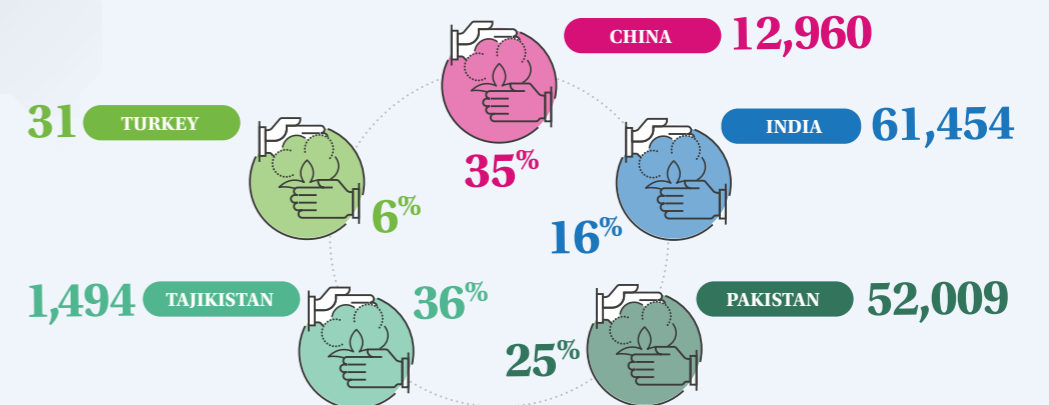 CHINA 12,960
35%
31 TURKEY
6%
INDIA 61,454
16%
1,494 TAJIKISTAN
36%
PAKISTAN 52,009
25%